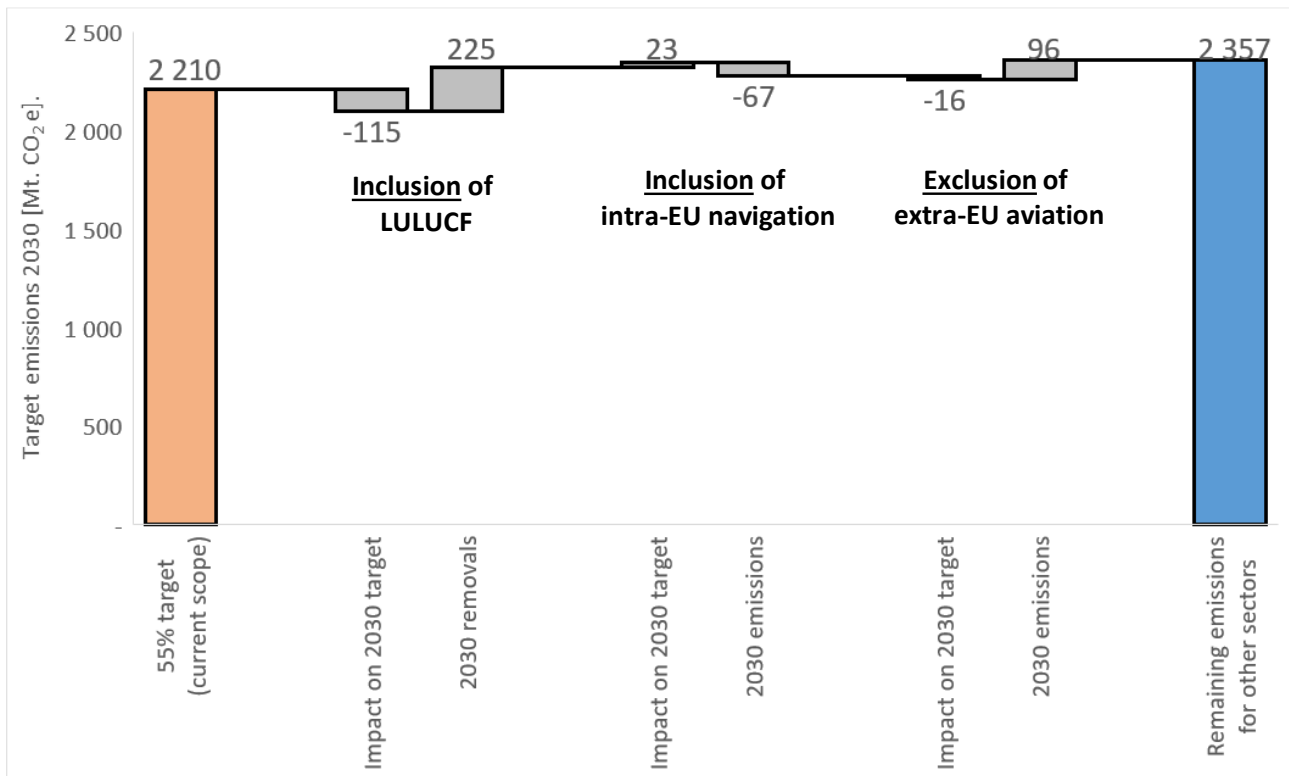 Target emissions 2030 [Mt. CO₂ e].
2 500
2 000
1 500
1 000
500
-
2 210
-115
225
23
-67
-16
96
2 357
Inclusion of
LULUCF
Inclusion of
intra-EU navigation
Exclusion of
extra-EU aviation
55% target
(current scope)
Impact on 2030 target
2030 removals
Impact on 2030 target
2030 emissions
Impact on 2030 target
2030 emissions
Remaining emissions
for other sectors